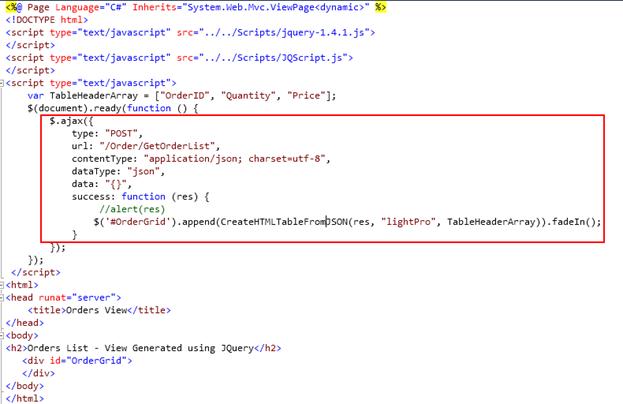 <%@ Page Language="C#" Inherits="System.Web.Mvc.ViewPage<dynamic>" %>
<!DOCTYPE html>
<script type="text/javascript" src="../../Scripts/jquery-1.4.1.js">
</script>
<script type="text/javascript" src="../../Scripts/JQScript.js">
</script>
<script type="text/javascript">
    var TableHeaderArray = ["OrderID", "Quantity", "Price"];
    $(document).ready(function () {
        $.ajax({
            type: "POST",
            url: "/Order/GetOrderList",
            contentType: "application/json; charset=utf-8",
            dataType: "json",
            data: "{}",
            success: function (res) {
                //alert(res)
                $('#OrderGrid').append(CreateHTMLTableFromJSON(res, "lightPro", TableHeaderArray)).fadeIn();
            }
        });
    });
</script>
<html>
<head runat="server">
    <title>Orders View</title>
</head>
<body>
<h2>Orders List - View Generated using JQuery</h2>
    <div id="OrderGrid">
    </div>
</body>
</html>